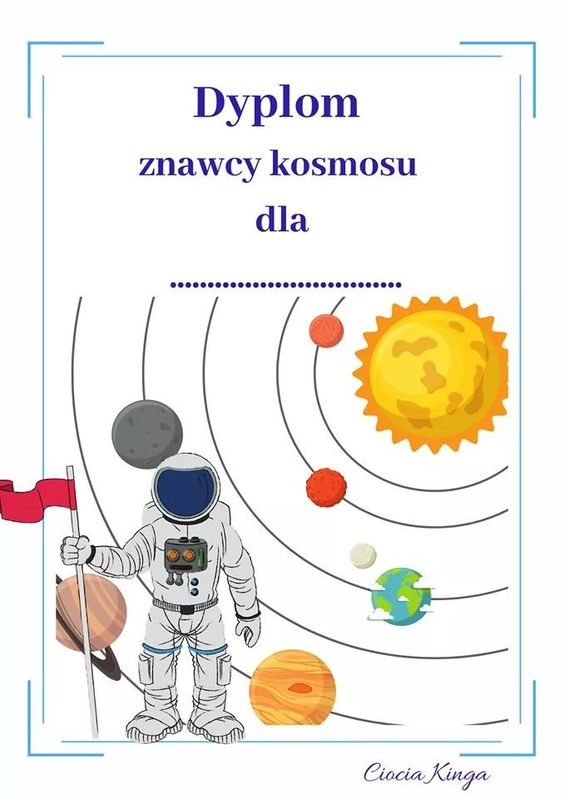 Dyplom
znawcy kosmosu
dla
...............................
Ciocia Kinga